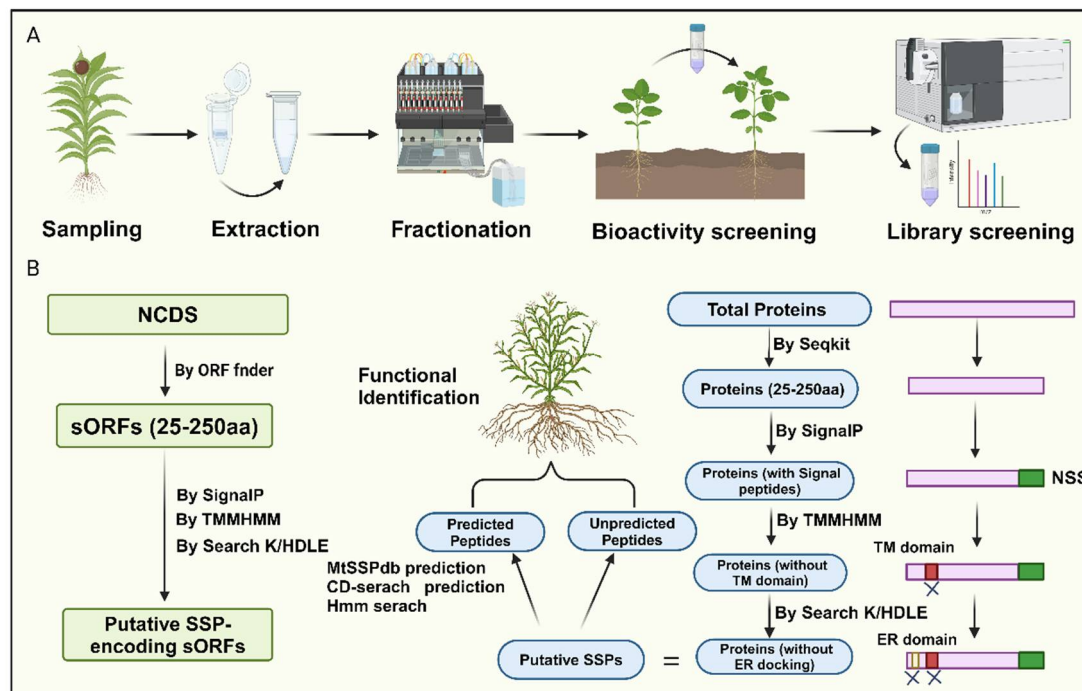 A
Sampling
Extraction
Fractionation
Bioactivity screening
Library screening
Intensity
M/Z
B
NCDS
By ORF fnder
sORFs (25-250aa)
By SignalP
By TMMHMM
By Search K/HDLE
Putative SSP-
encoding sORFs
Functional
Identification
Predicted
Peptides
Unpredicted
Peptides
MtSSPdb prediction
CD-serach prediction
Hmm serach
Putative SSPs
=
Total Proteins
By Seqkit
Proteins (25-250aa)
By SignalP
Proteins (with Signal
peptides)
By TMMHMM
Proteins (without
TM domain)
By Search K/HDLE
Proteins (without
ER docking)
NSS
TM domain
ER domain